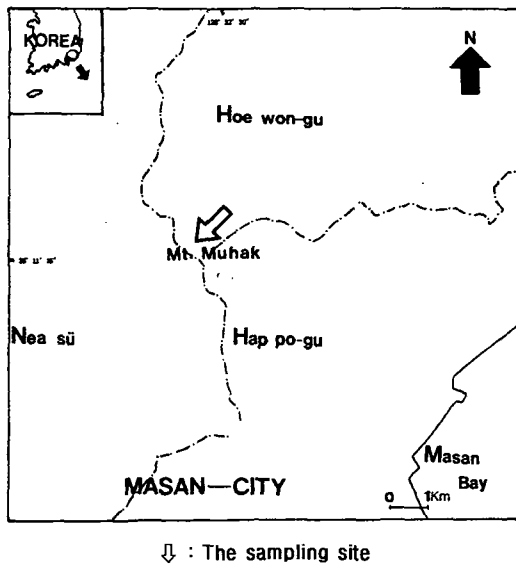 KOREA
N
Hoe won-gu
Mt. Muhak
Nea sü
Hap po-gu
Masan
Bay
MASAN—CITY
0 1Km
⇩ : The sampling site